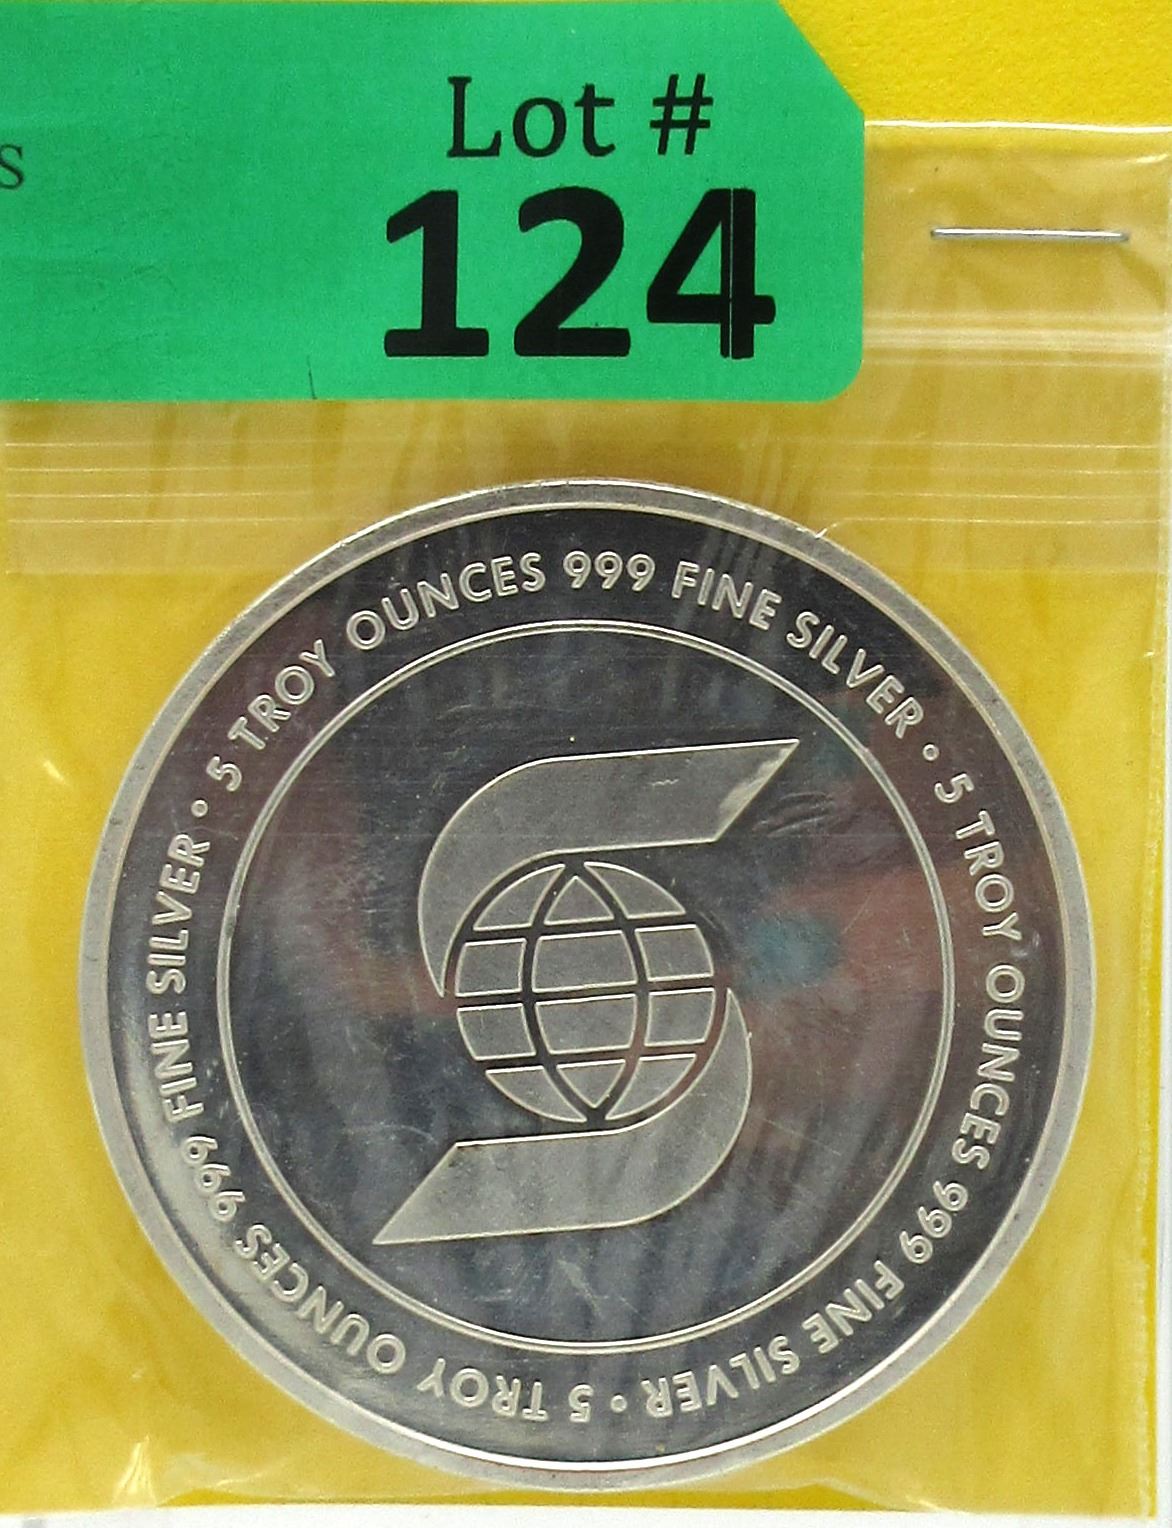 s
Lot #
124
5 TROY OUNCES 999 FINE SILVER • 5 TROY OUNCES 999 FINE SILVER • 5 TROY OUNCES 999 FINE SILVER •